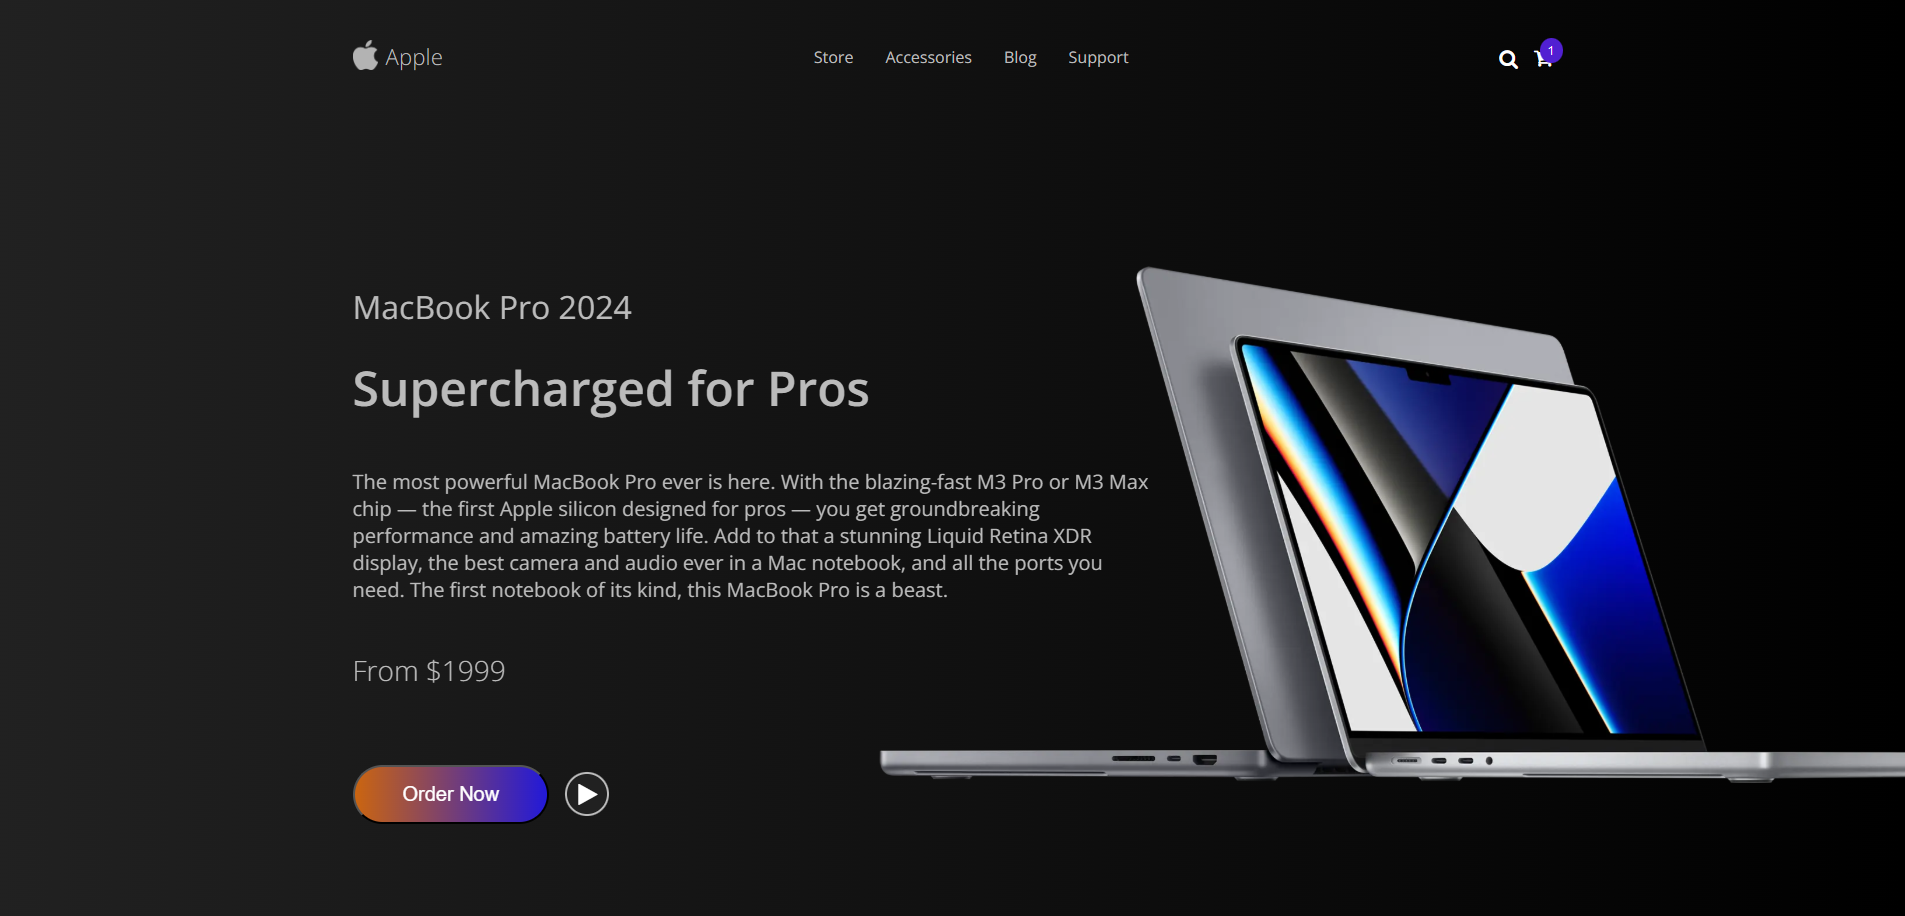 Apple
Store
Accessories
Blog
Support
1
MacBook Pro 2024
Supercharged for Pros
The most powerful MacBook Pro ever is here. With the blazing-fast M3 Pro or M3 Max
chip — the first Apple silicon designed for pros — you get groundbreaking
performance and amazing battery life. Add to that a stunning Liquid Retina XDR
display, the best camera and audio ever in a Mac notebook, and all the ports you
need. The first notebook of its kind, this MacBook Pro is a beast.
From $1999
Order Now